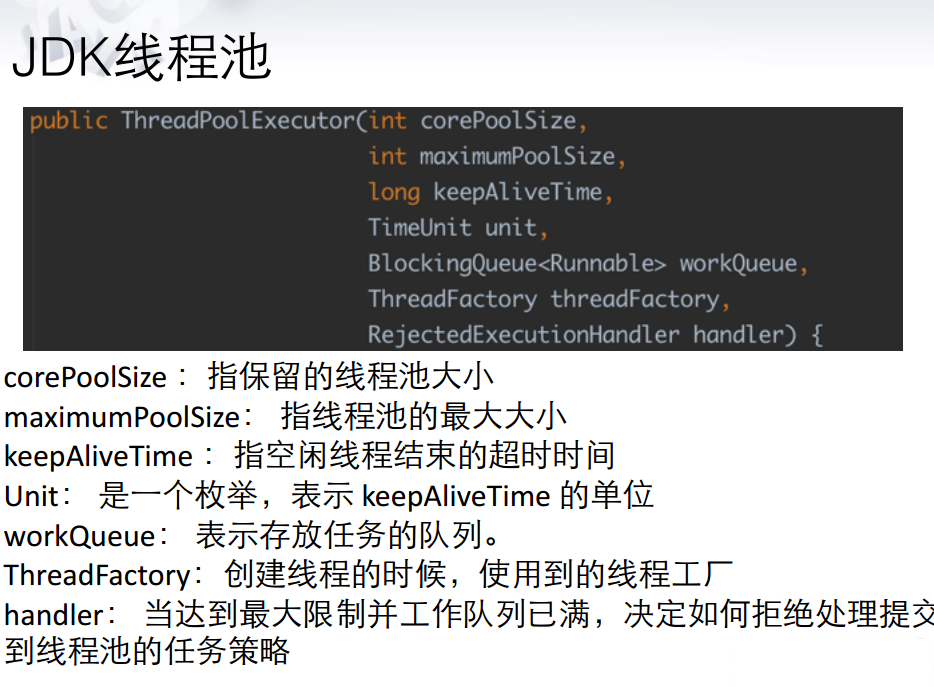 JDK线程池
public ThreadPoolExecutor(int corePoolSize,
int maximumPoolSize,
long keepAliveTime,
TimeUnit unit,
BlockingQueue<Runnable> workQueue,
ThreadFactory threadFactory,
RejectedExecutionHandler handler) {
corePoolSize ： 指保留的线程池大小
maximumPoolSize： 指线程池的最大大小
keepAliveTime ： 指空闲线程结束的超时时间
Unit： 是一个枚举，表示 keepAliveTime 的单位
workQueue： 表示存放任务的队列。
ThreadFactory： 创建线程的时候，使用到的线程工厂
handler： 当达到最大限制并工作队列已满，决定如何拒绝处理提交
到线程池的任务策略